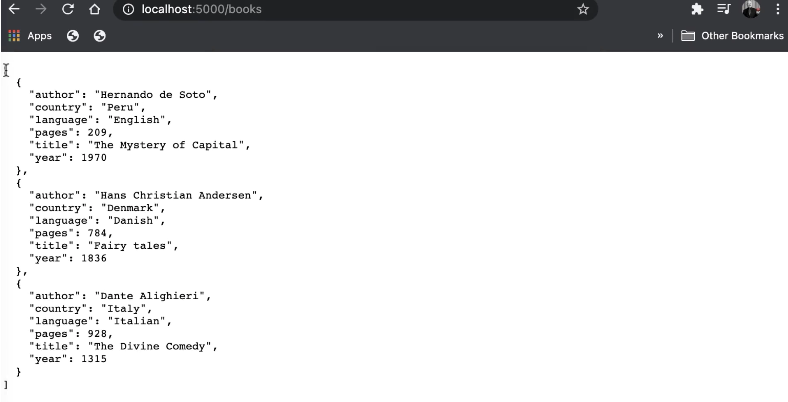 localhost:5000/books
Apps
» Other Bookmarks
[
  {
    "author": "Hernando de Soto",
    "country": "Peru",
    "language": "English",
    "pages": 209,
    "title": "The Mystery of Capital",
    "year": 1970
  },
  {
    "author": "Hans Christian Andersen",
    "country": "Denmark",
    "language": "Danish",
    "pages": 784,
    "title": "Fairy tales",
    "year": 1836
  },
  {
    "author": "Dante Alighieri",
    "country": "Italy",
    "language": "Italian",
    "pages": 928,
    "title": "The Divine Comedy",
    "year": 1315
  }
]